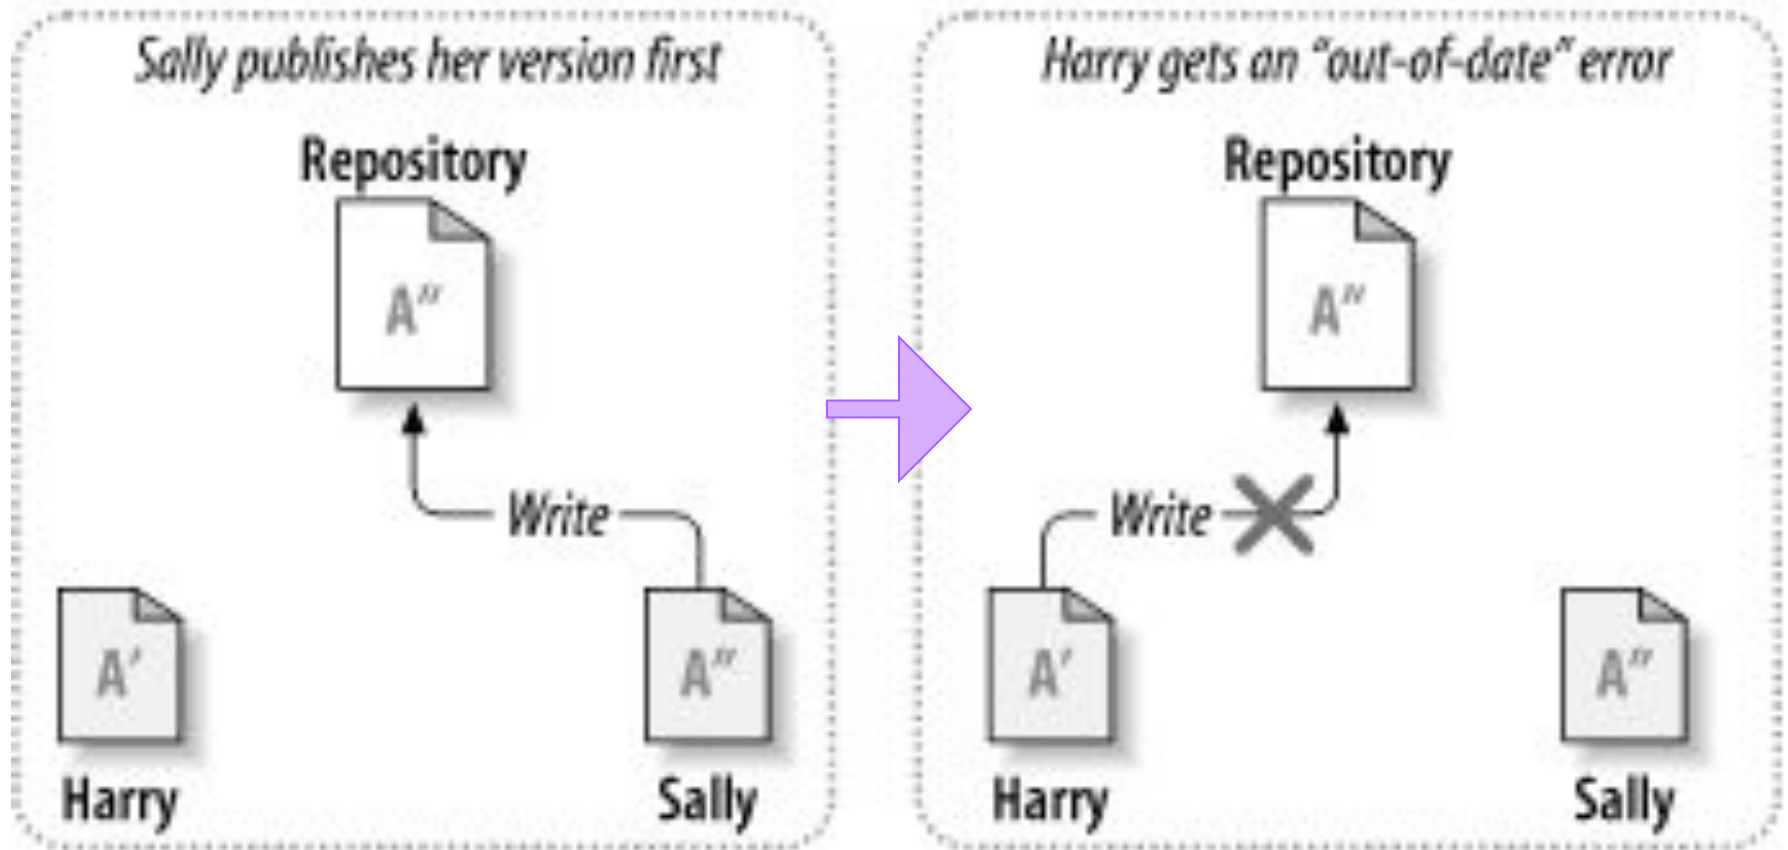 Sally publishes her version first
Repository
A″
Write
A′
A″
Harry
Sally
Harry gets an “out-of-date” error
Repository
A″
Write
A′
A″
Harry
Sally